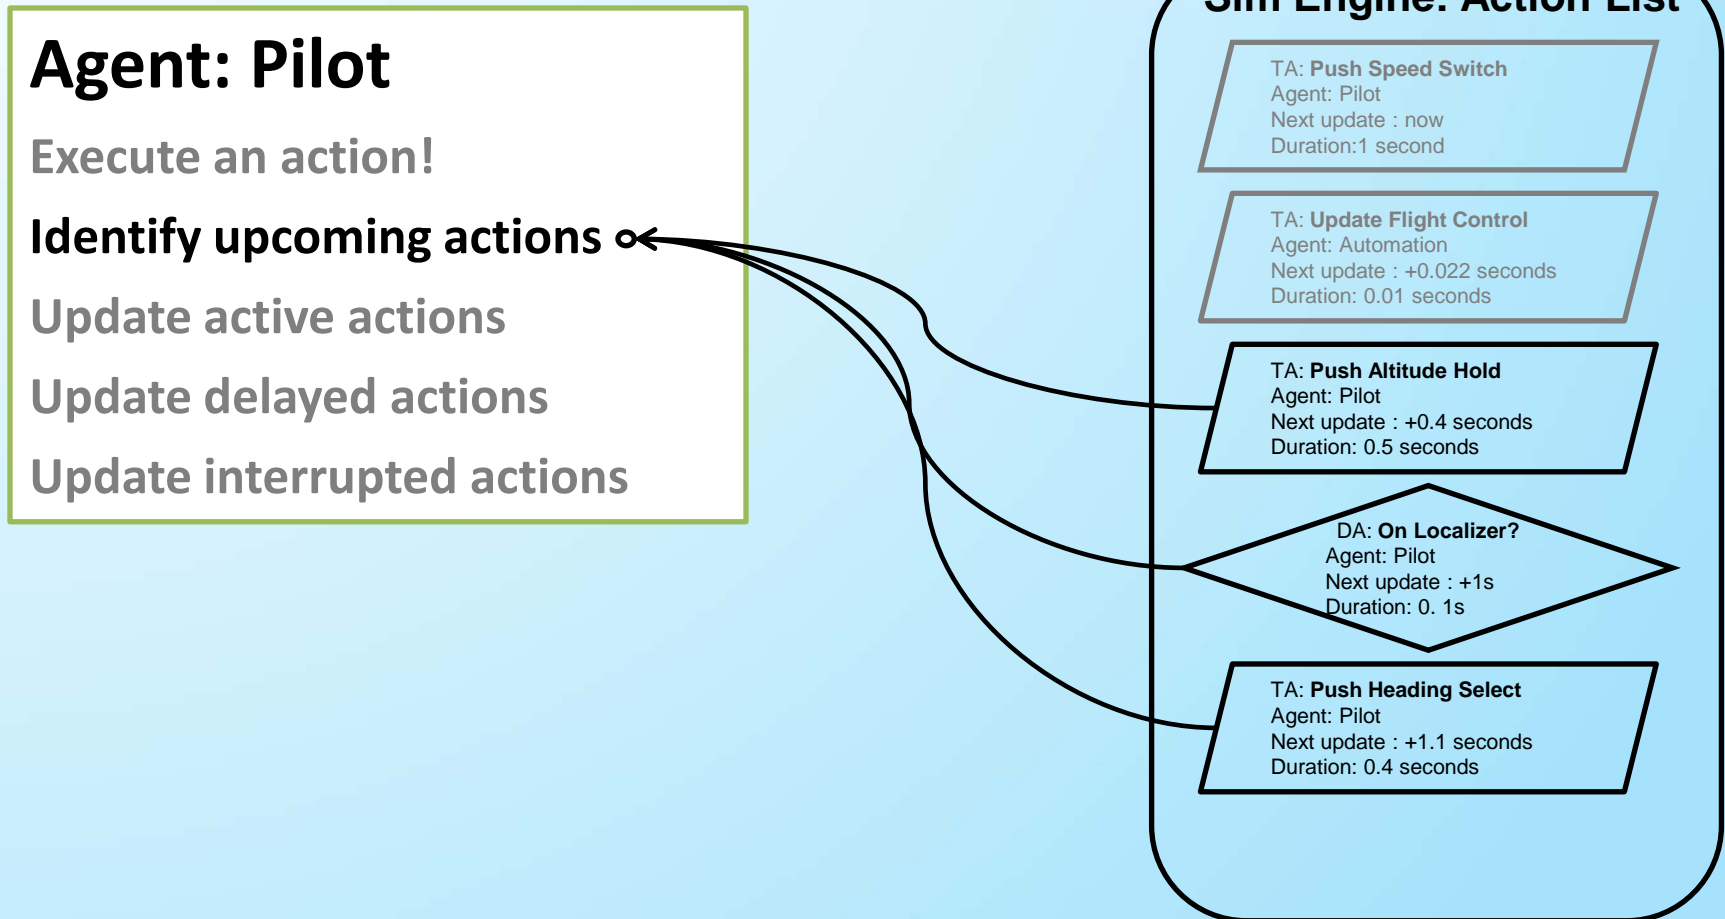 Agent: Pilot
Execute an action!
Identify upcoming actions
Update active actions
Update delayed actions
Update interrupted actions
Sim Engine: Action List
TA: Push Speed Switch
Agent: Pilot
Next update : now
Duration:1 second
TA: Update Flight Control
Agent: Automation
Next update : +0.022 seconds
Duration: 0.01 seconds
TA: Push Altitude Hold
Agent: Pilot
Next update : +0.4 seconds
Duration: 0.5 seconds
DA: On Localizer?
Agent: Pilot
Next update : +1s
Duration: 0. 1s
TA: Push Heading Select
Agent: Pilot
Next update : +1.1 seconds
Duration: 0.4 seconds